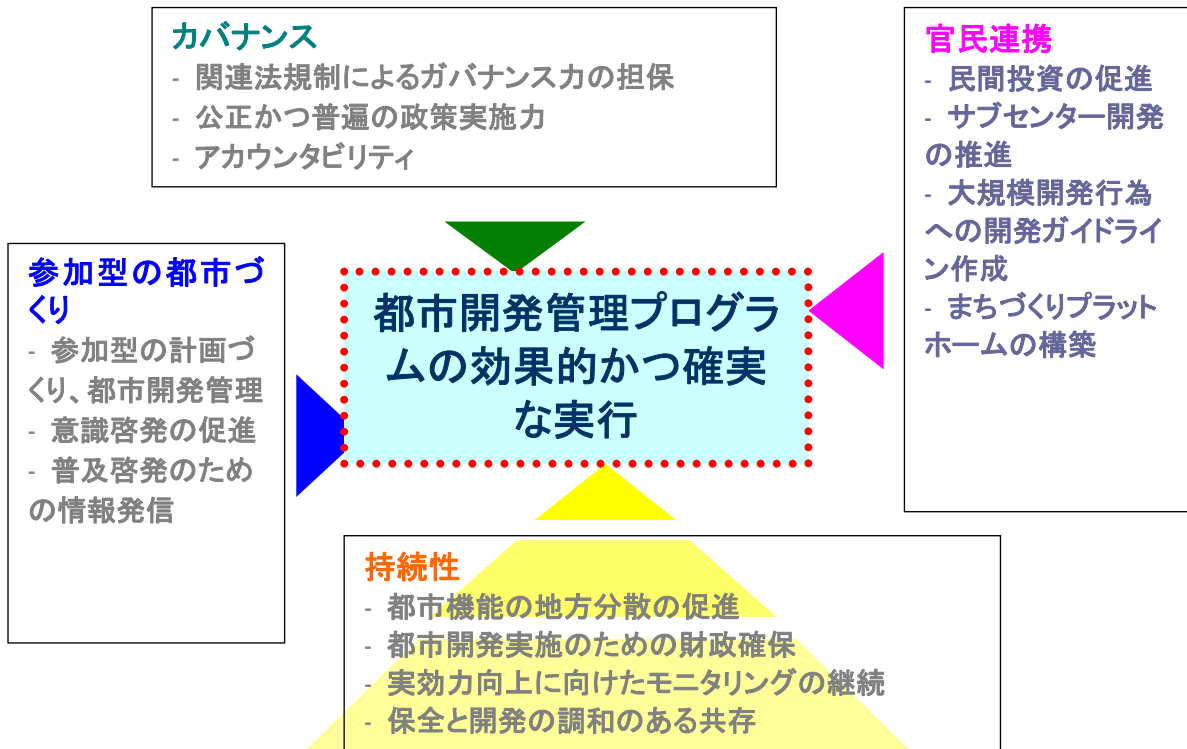 カバナンス
- 関連法規制によるガバナンス力の担保
- 公正かつ普遍の政策実施力
- アカウンタビリティ
官民連携
- 民間投資の促進
- サブセンター開発
の推進
- 大規模開発行為
への開発ガイドライ
ン作成
- まちづくりプラット
ホームの構築
参加型の都市づ
くり
- 参加型の計画づ
くり、都市開発管理
- 意識啓発の促進
- 普及啓発のため
の情報発信
都市開発管理プログラ
ムの効果的かつ確実
な実行
持続性
- 都市機能の地方分散の促進
- 都市開発実施のための財政確保
- 実効力向上に向けたモニタリングの継続
- 保全と開発の調和のある共存